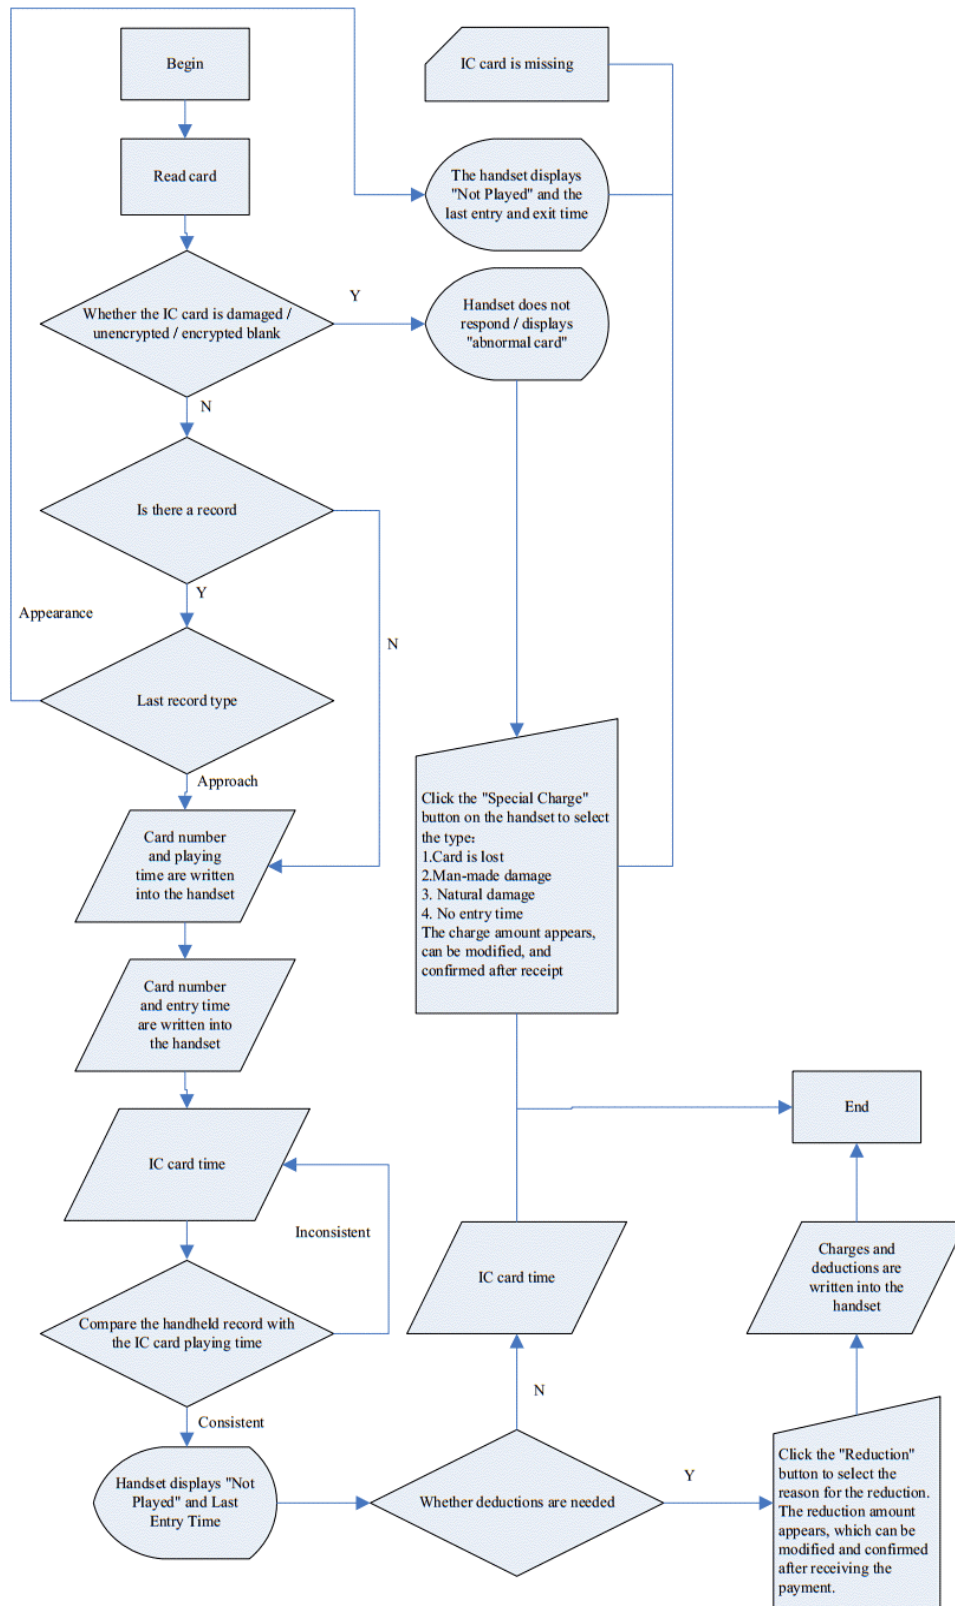 Begin
IC card is missing
Read card
The handset displays
"Not Played" and the
last entry and exit time
Whether the IC card is damaged /
unencrypted / encrypted blank
Y
Handset does not
respond / displays
"abnormal card"
N
Is there a record
Y
Appearance
N
Last record type
Approach
Card number
and playing
time are written
into the handset
Click the "Special Charge"
button on the handset to select
the type:
1.Card is lost
2.Man-made damage
3. Natural damage
4. No entry time
The charge amount appears,
can be modified, and
confirmed after receipt
Card number
and entry time
are written into
the handset
End
IC card time
Inconsistent
IC card time
Charges and
deductions are
written into the
handset
Compare the handheld record with
the IC card playing time
N
Consistent
Handset displays "Not
Played" and Last
Entry Time
Whether deductions are needed
Y
Click the "Reduction"
button to select the
reason for the reduction.
The reduction amount
appears, which can be
modified and confirmed
after receiving the
payment.